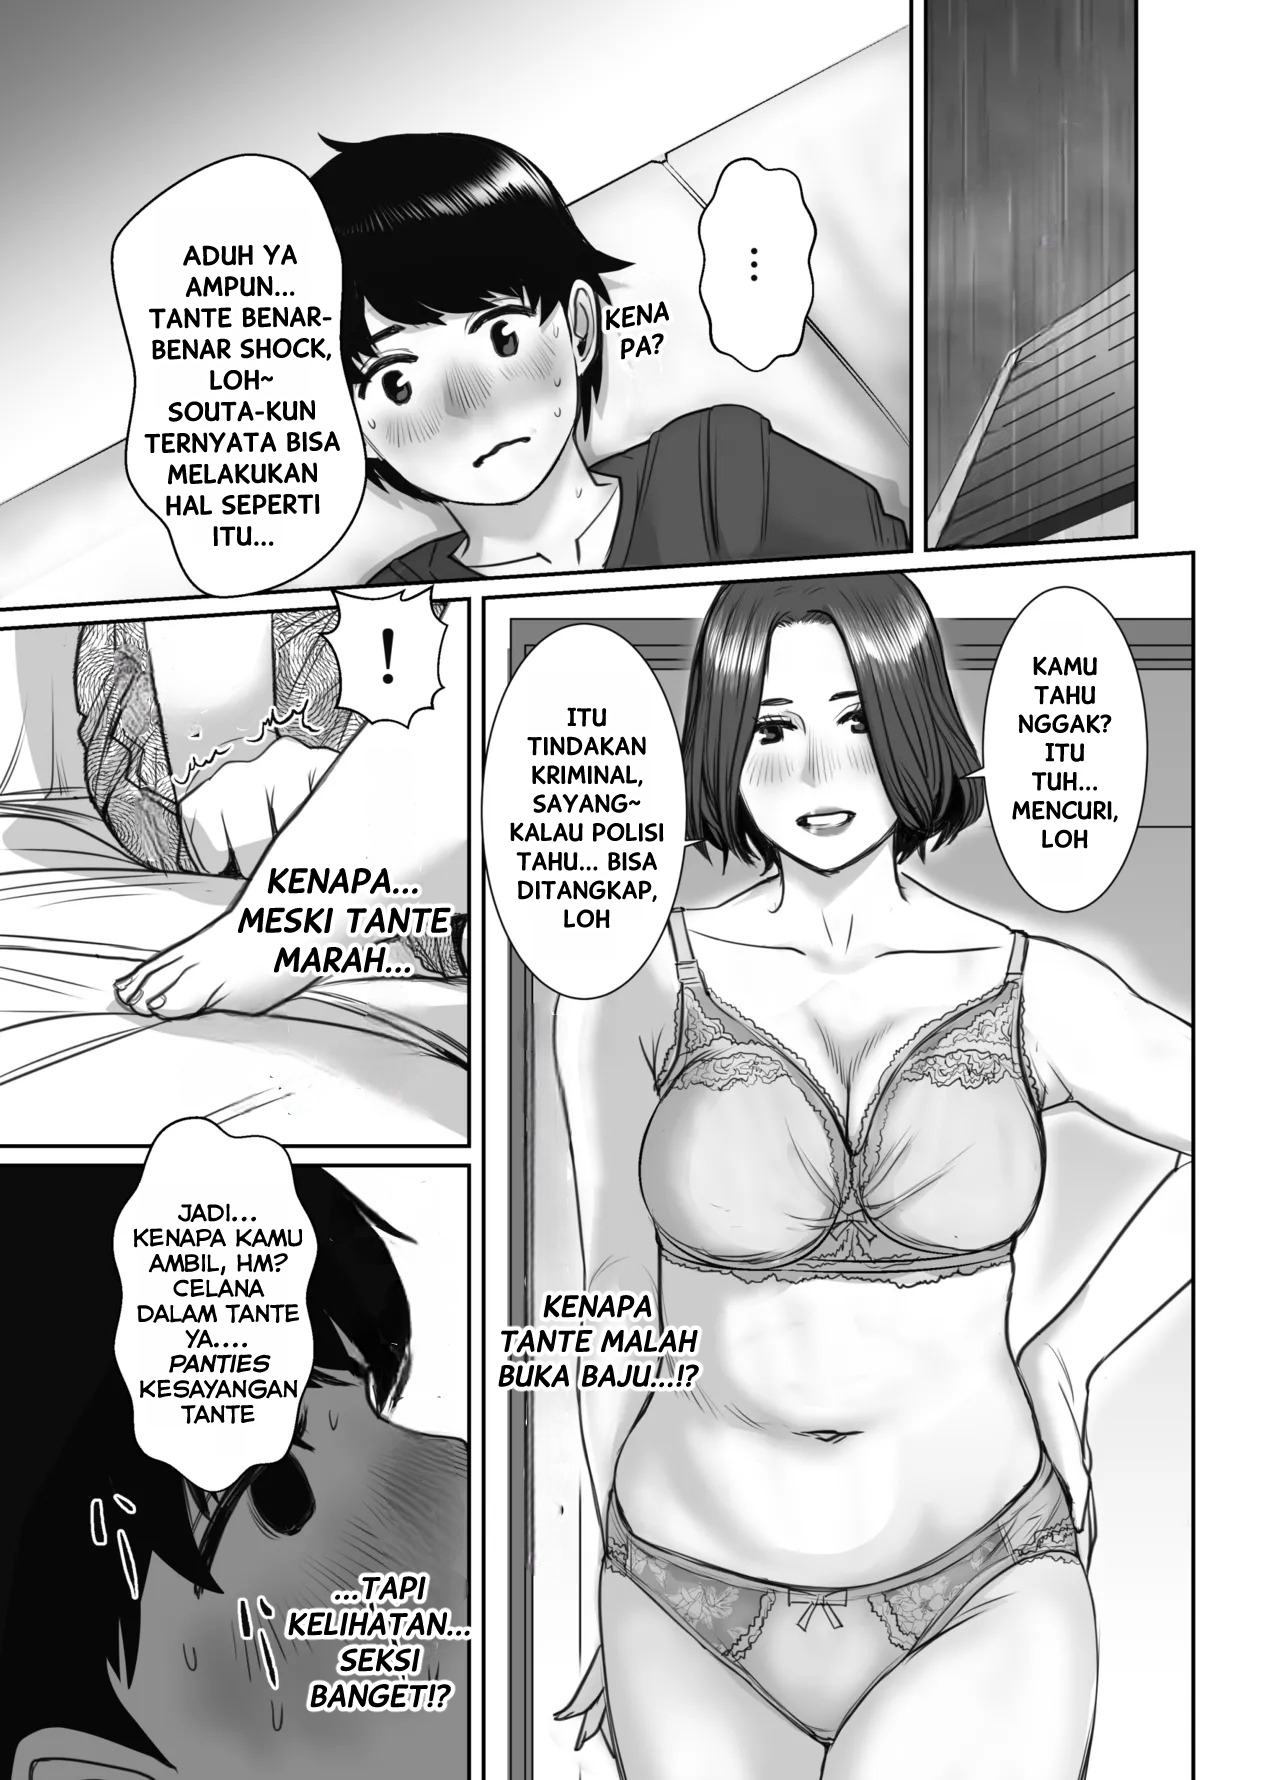 ...
KENA
PA?
ADUH YA
AMPUN...
TANTE BENAR-
BENAR SHOCK,
LOH~
SOUTA-KUN
TERNYATA BISA
MELAKUKAN
HAL SEPERTI
ITU...
KAMU
TAHU
NGGAK?
ITU
TUH...
MENCURI,
LOH
ITU
TINDAKAN
KRIMINAL,
SAYANG~
KALAU POLISI
TAHU... BISA
DITANGKAP,
LOH
KENAPA
TANTE MALAH
BUKA BAJU...!?
!
KENAPA...
MESKI TANTE
MARAH...
JADI...
KENAPA KAMU
AMBIL, HM?
CELANA
DALAM TANTE
YA....
PANTIES
KESAYANGAN
TANTE
...TAPI
KELIHATAN...
SEKSI
BANGET!?